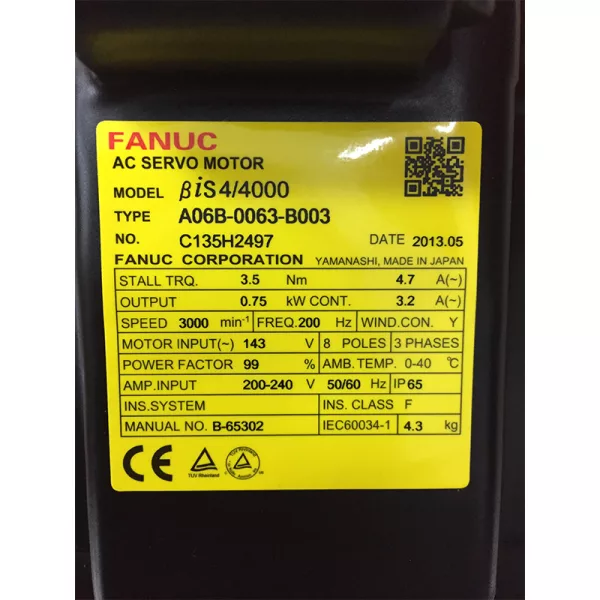 FANUC
AC SERVO MOTOR
MODEL βiS4/4000
TYPE A06B-0063-B003
NO. C135H2497 DATE 2013.05
FANUC CORPORATION YAMANASHI, MADE IN JAPAN
STALL TRQ. 3.5 Nm 4.7 A(~)
OUTPUT 0.75 kW CONT. 3.2 A(~)
SPEED 3000 min-1 FREQ. 200 Hz WIND.CON. Y
MOTOR INPUT(~) 143 V 8 POLES 3 PHASES
POWER FACTOR 99 % AMB.TEMP. 0-40 ℃
AMP.INPUT 200-240 V 50/60 Hz IP65
INS.SYSTEM INS. CLASS F
MANUAL NO. B-65302 IEC60034-1 4.3 kg
CE
TUV Rheinland